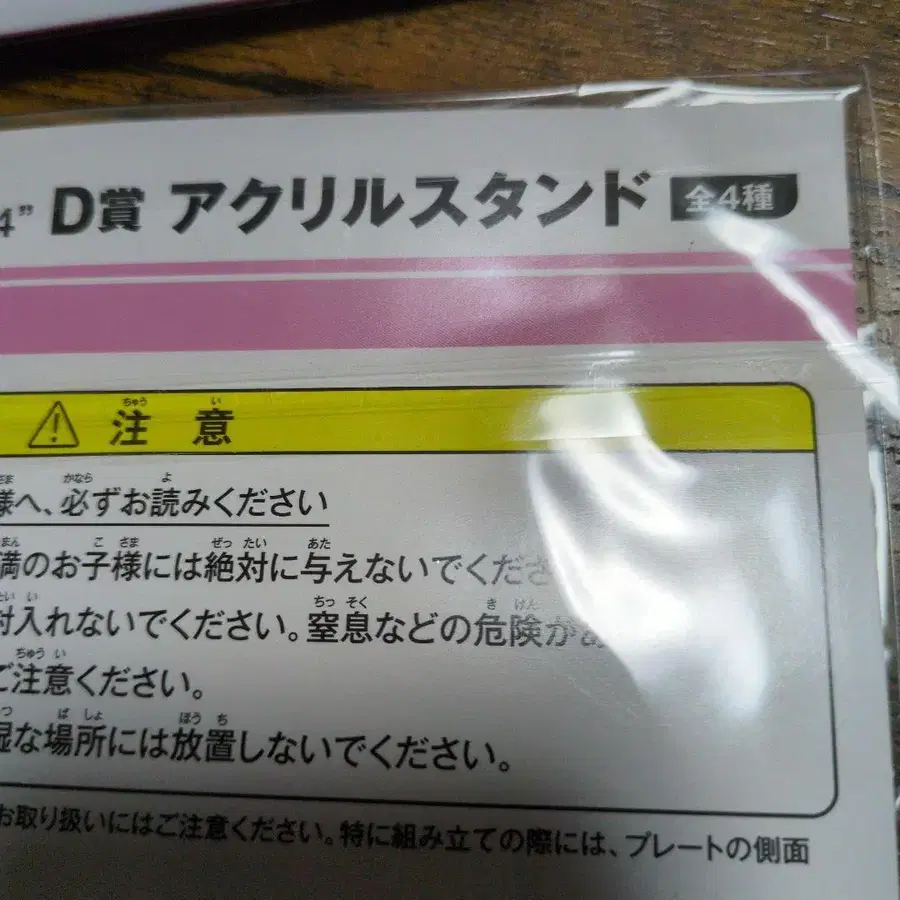 4” D賞 アクリルスタンド 全4種
注意
様へ、必ずお読みください
満のお子様には絶対に与えないでくださ
対入れないでください。窒息などの危険があ
ご注意ください。
湿な場所には放置しないでください。
お取り扱いにはご注意ください。特に組み立ての際には、プレートの側面